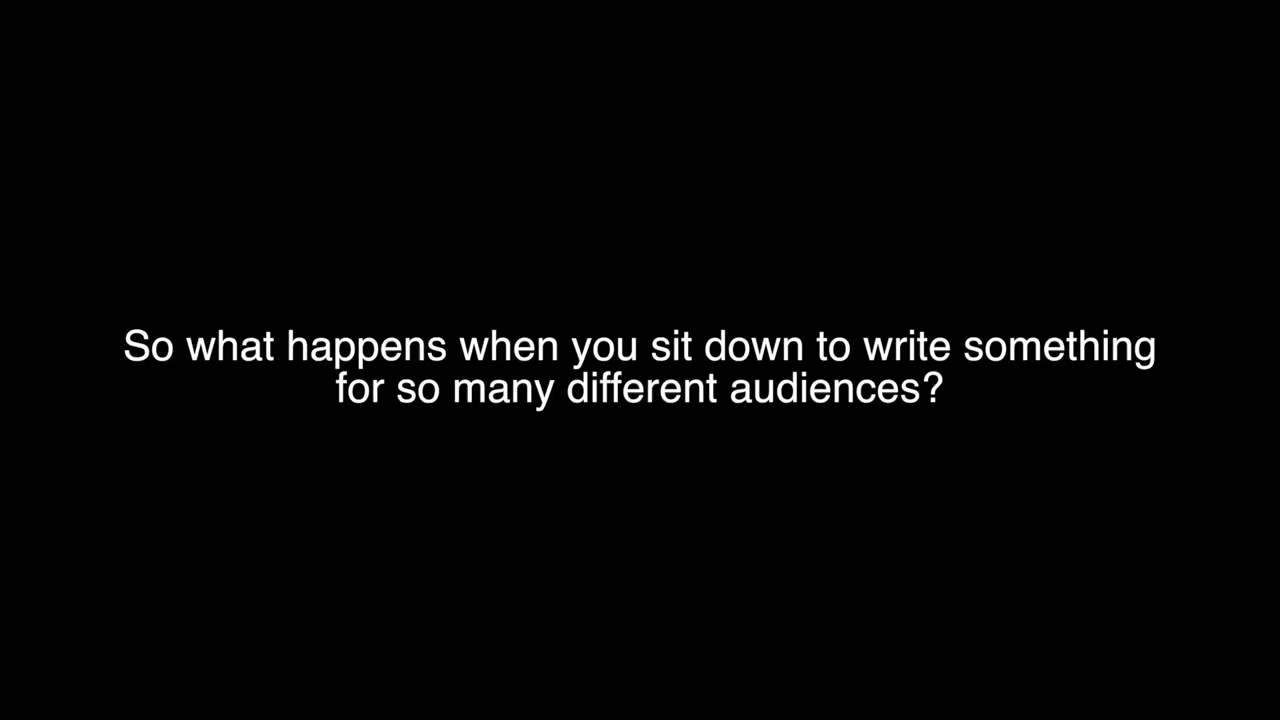 So what happens when you sit down to write something
for so many different audiences?